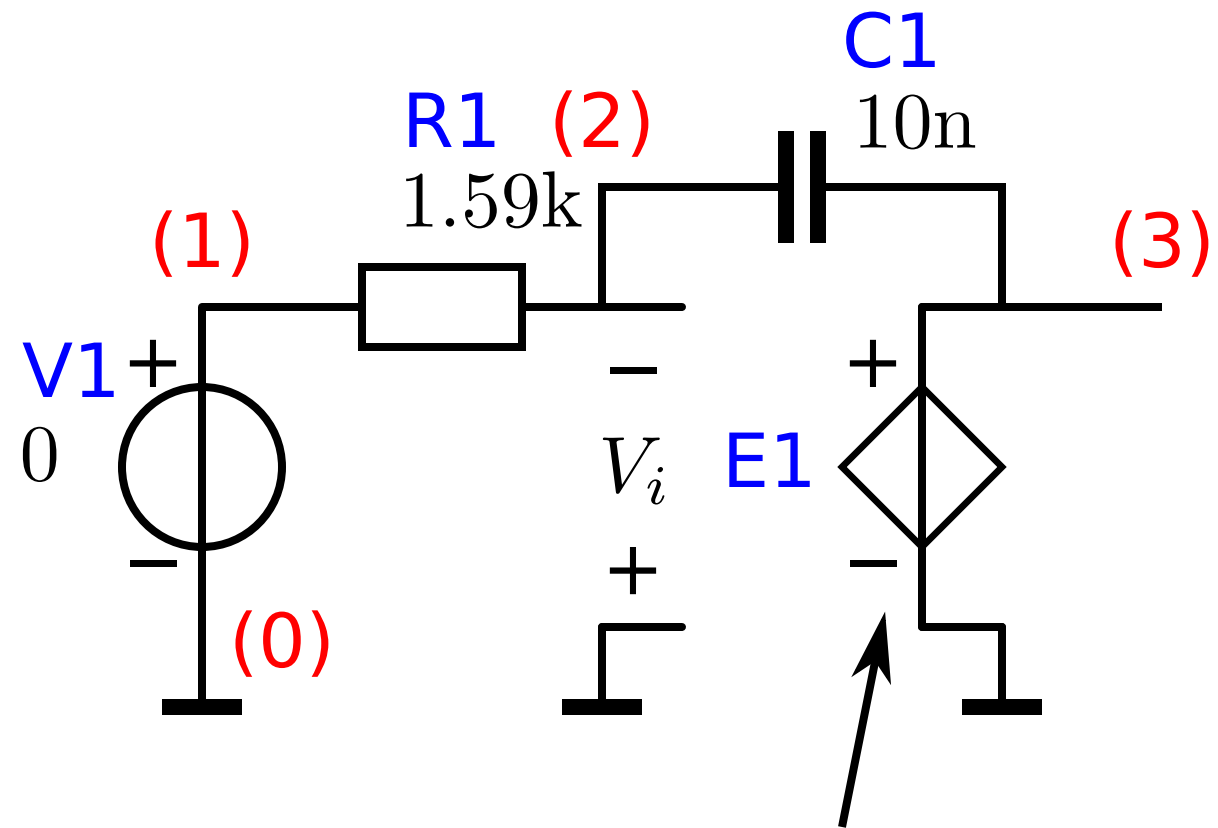 C1
10n
R1
(2)
1.59k
(1)
(3)
V1
+
+
0
−
V_i
E1
+
−
−
(0)